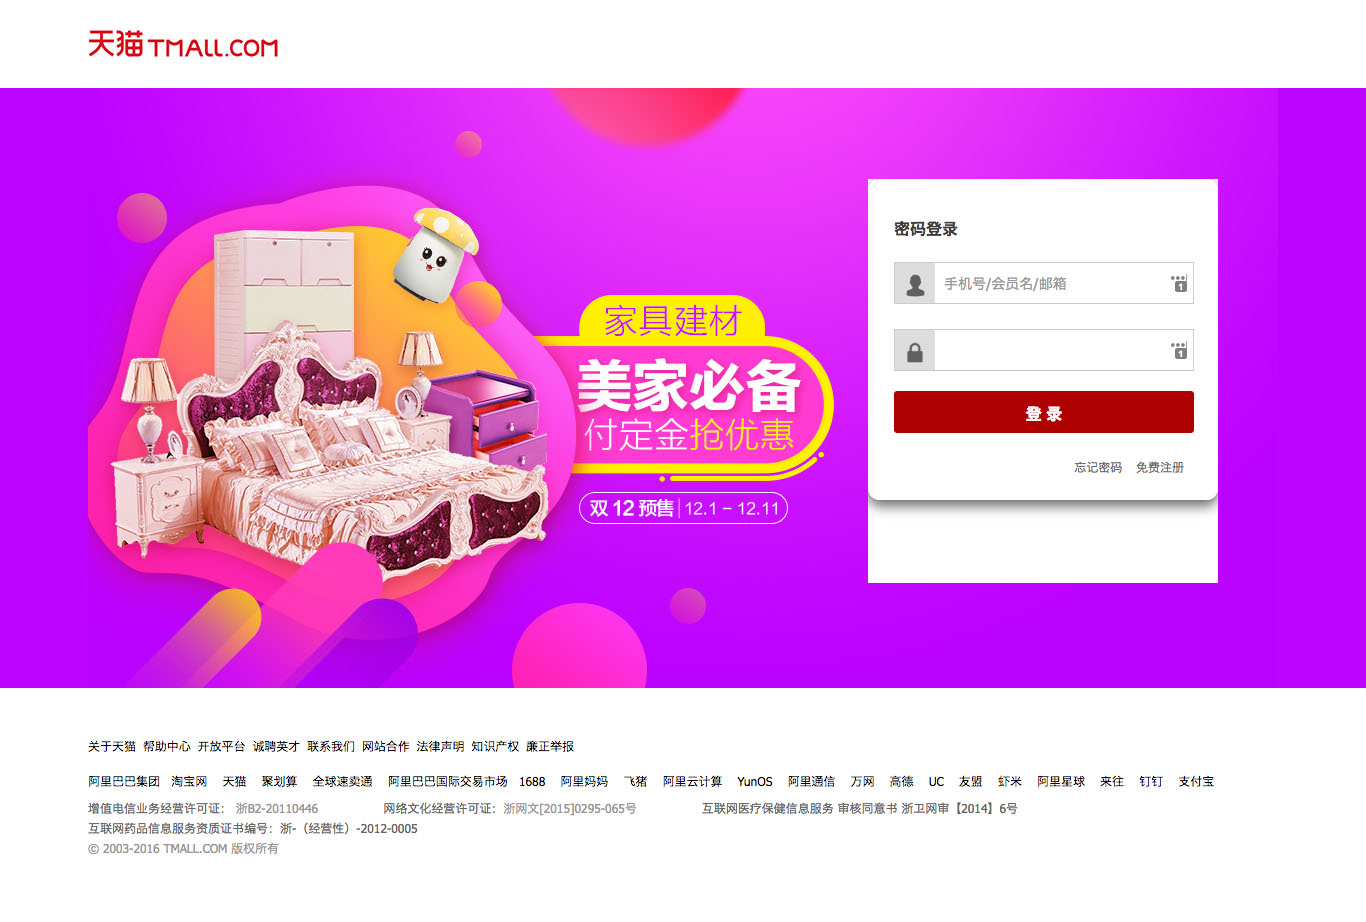 天猫 TMALL.COM
家具建材
美家必备
付定金抢优惠
双 12 预售 | 12.1 – 12.11
密码登录
手机号/会员名/邮箱
登 录
忘记密码 免费注册
关于天猫 帮助中心 开放平台 诚聘英才 联系我们 网站合作 法律声明 知识产权 廉正举报
阿里巴巴集团 淘宝网 天猫 聚划算 全球速卖通 阿里巴巴国际交易市场 1688 阿里妈妈 飞猪 阿里云计算 YunOS 阿里通信 万网 高德 UC 友盟 虾米 阿里星球 来往 钉钉 支付宝
增值电信业务经营许可证： 浙B2-20110446 网络文化经营许可证：浙网文[2015]0295-065号 互联网医疗保健信息服务 审核同意书 浙卫网审【2014】6号
互联网药品信息服务资质证书编号：浙-（经营性）-2012-0005
© 2003-2016 TMALL.COM 版权所有